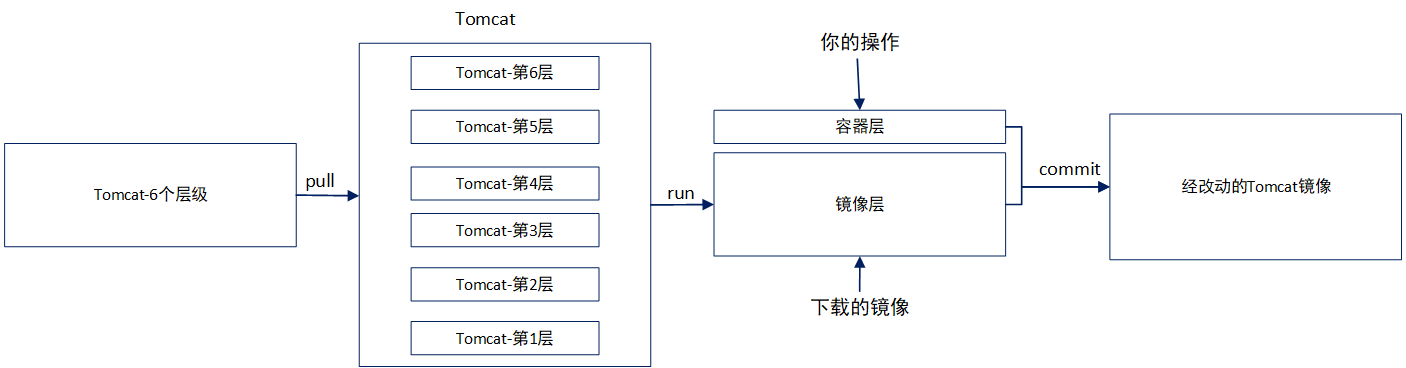 Tomcat-6个层级
pull
Tomcat
Tomcat-第6层
Tomcat-第5层
Tomcat-第4层
Tomcat-第3层
Tomcat-第2层
Tomcat-第1层
run
你的操作
容器层
镜像层
下载的镜像
commit
经改动的Tomcat镜像